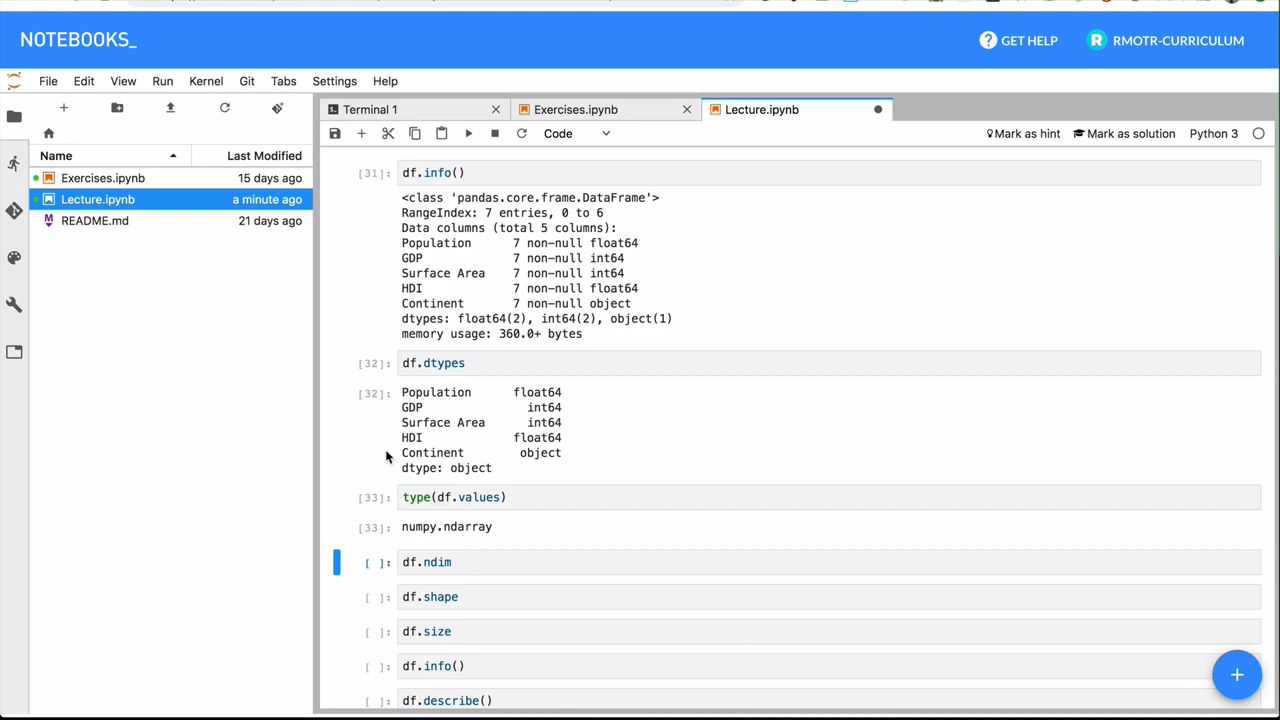 NOTEBOOKS_
GET HELP
R RMOTR-CURRICULUM
File Edit View Run Kernel Git Tabs Settings Help
Terminal 1
Exercises.ipynb
Lecture.ipynb
Code
Mark as hint
Mark as solution
Python 3
Name Last Modified
Exercises.ipynb 15 days ago
Lecture.ipynb a minute ago
README.md 21 days ago
[31]: df.info()
<class 'pandas.core.frame.DataFrame'>
RangeIndex: 7 entries, 0 to 6
Data columns (total 5 columns):
Population 7 non-null float64
GDP 7 non-null int64
Surface Area 7 non-null int64
HDI 7 non-null float64
Continent 7 non-null object
dtypes: float64(2), int64(2), object(1)
memory usage: 360.0+ bytes
[32]: df.dtypes
[32]: Population float64
GDP int64
Surface Area int64
HDI float64
Continent object
dtype: object
[33]: type(df.values)
[33]: numpy.ndarray
[ ]: df.ndim
[ ]: df.shape
[ ]: df.size
[ ]: df.info()
[ ]: df.describe()